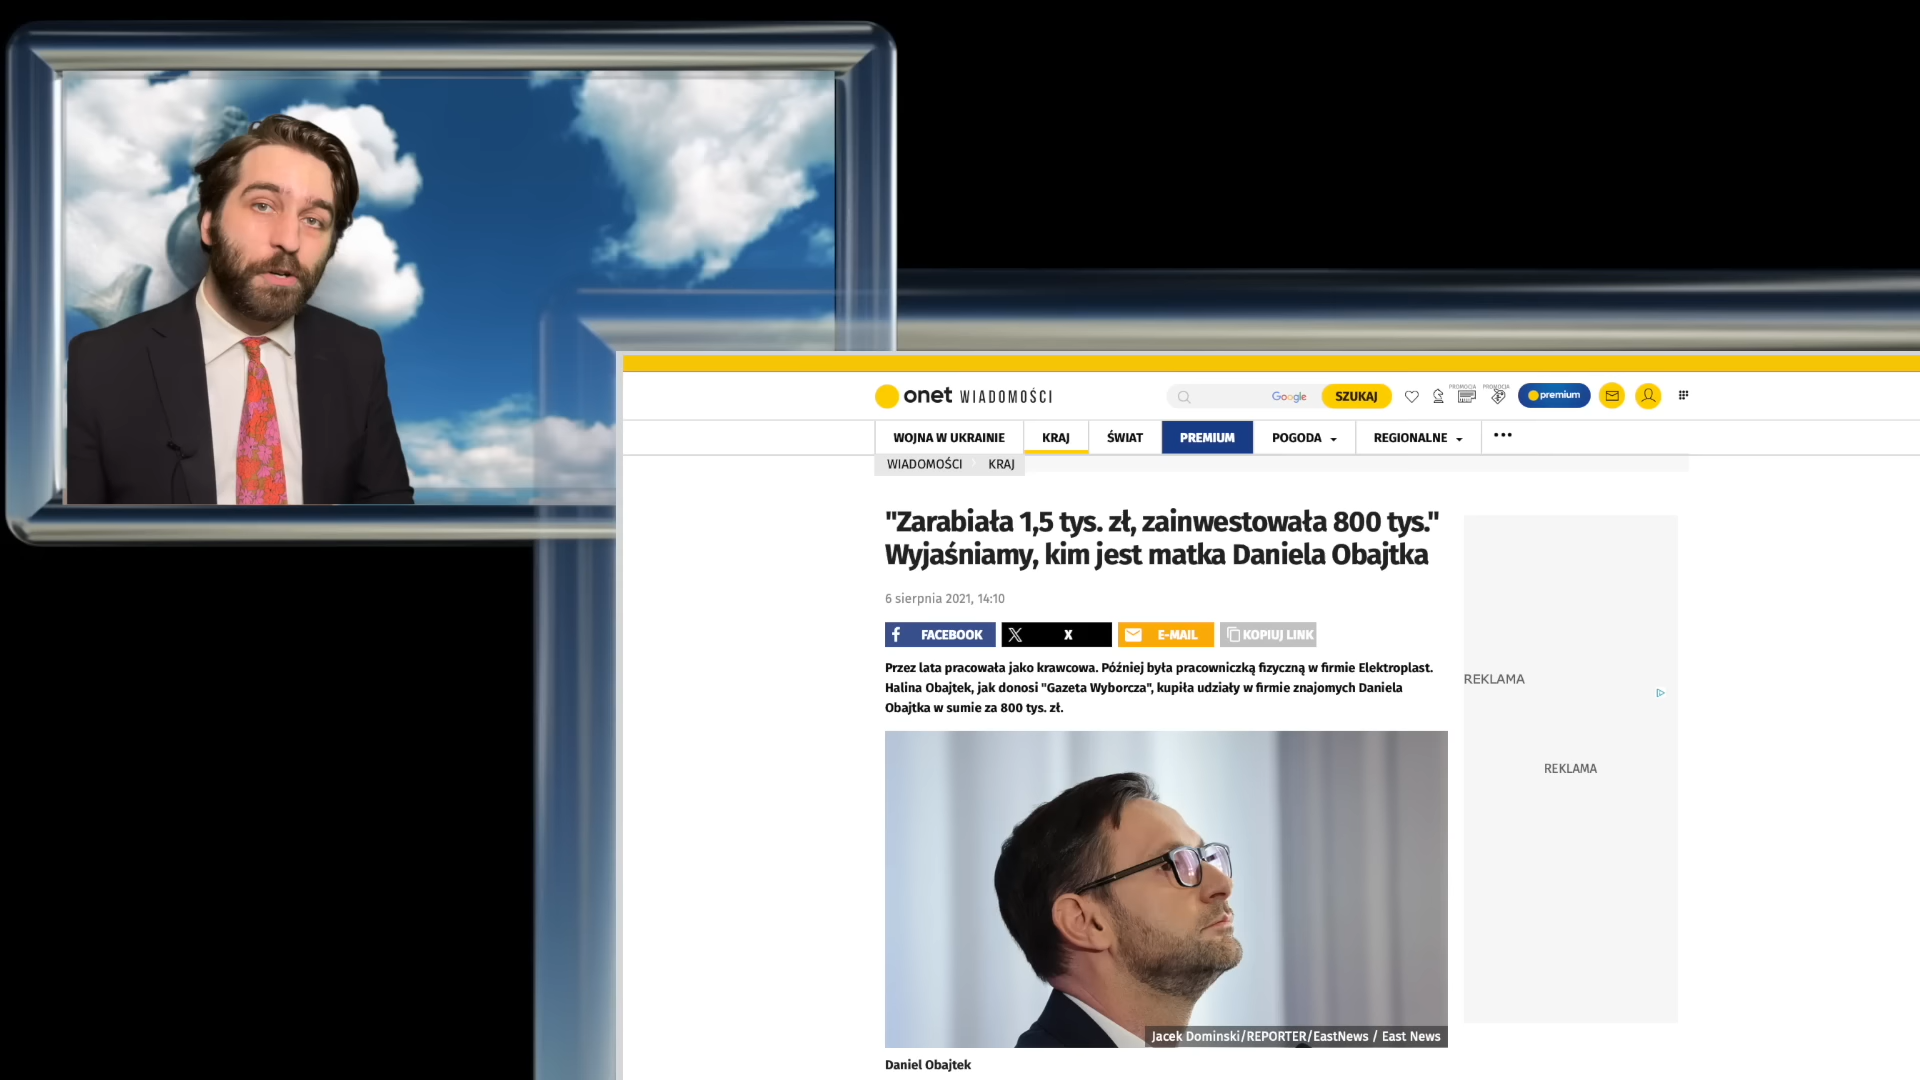 onet WIADOMOŚCI
Google
SZUKAJ
PROMOCJA
PROMOCJA
premium
WOJNA W UKRAINIE
KRAJ
ŚWIAT
PREMIUM
POGODA
REGIONALNE
WIADOMOŚCI
KRAJ
"Zarabiała 1,5 tys. zł, zainwestowała 800 tys."
Wyjaśniamy, kim jest matka Daniela Obajtka
6 sierpnia 2021, 14:10
FACEBOOK
X
E-MAIL
KOPIUJ LINK
Przez lata pracowała jako krawcowa. Później była pracowniczką fizyczną w firmie Elektroplast.
Halina Obajtek, jak donosi "Gazeta Wyborcza", kupiła udziały w firmie znajomych Daniela
Obajtka w sumie za 800 tys. zł.
REKLAMA
REKLAMA
Jacek Dominski/REPORTER/EastNews / East News
Daniel Obajtek